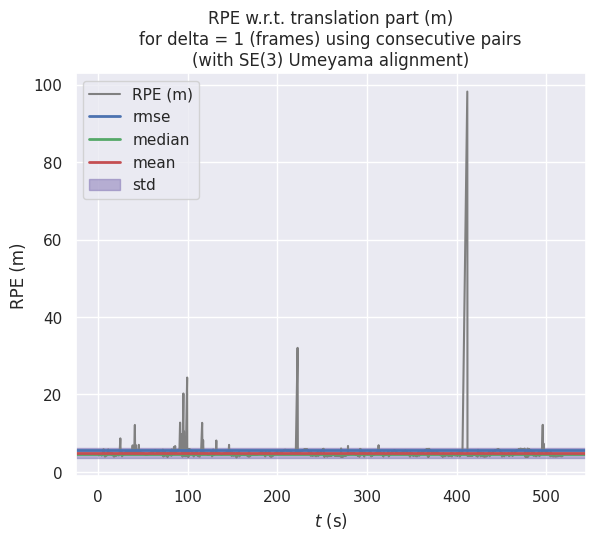 RPE w.r.t. translation part (m)
for delta = 1 (frames) using consecutive pairs
(with SE(3) Umeyama alignment)
RPE (m)
rmse
median
mean
std
RPE (m)
100
80
60
40
20
0
0 100 200 300 400 500
t (s)